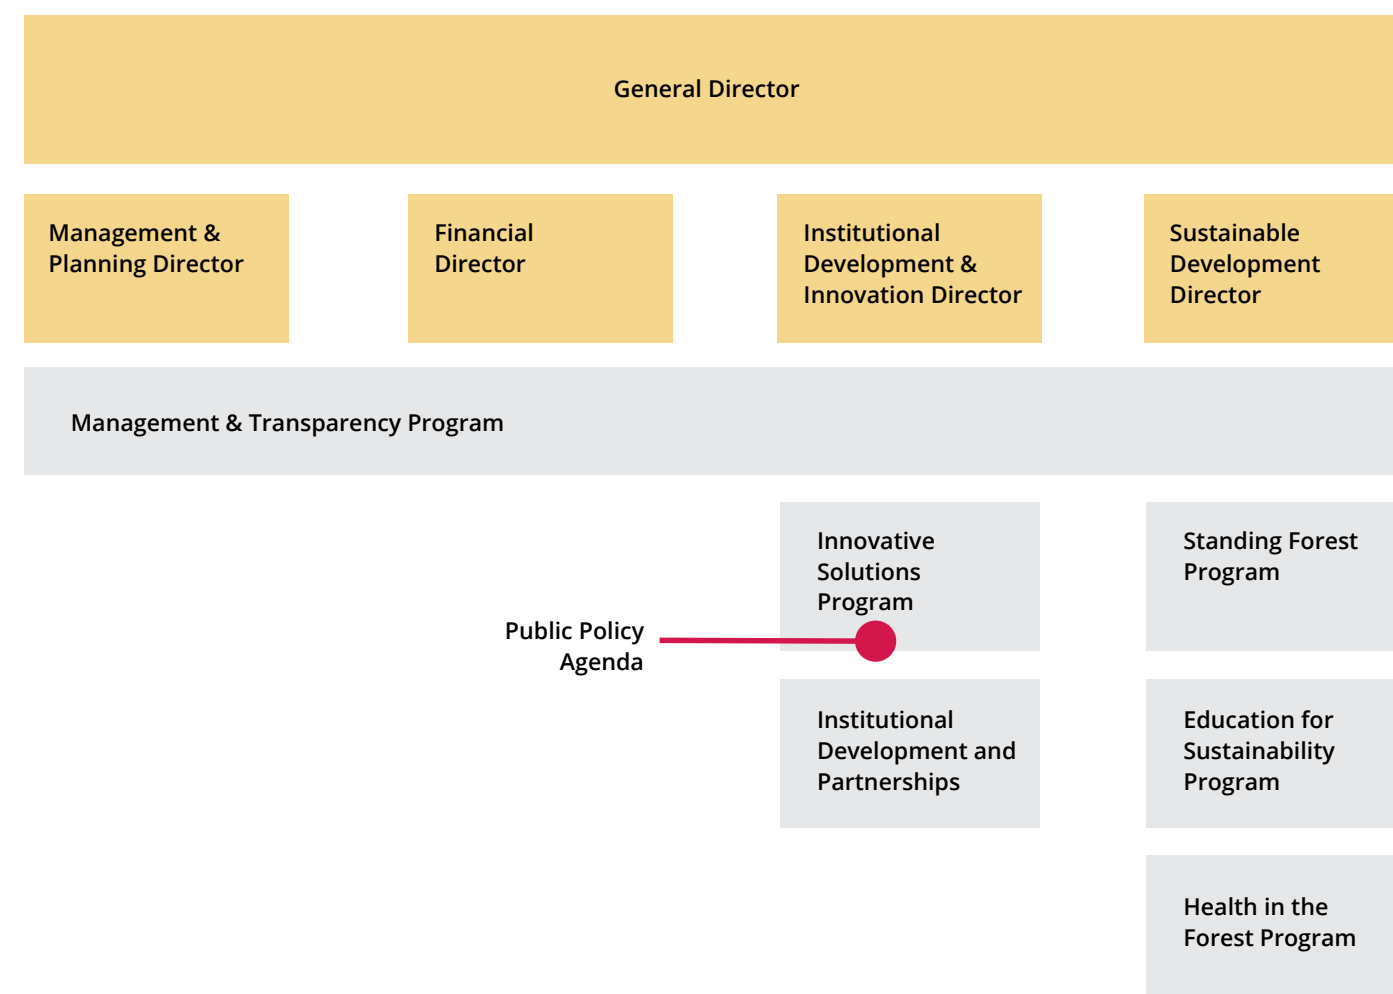 General Director
Management &
Planning Director
Financial
Director
Institutional
Development &
Innovation Director
Sustainable
Development
Director
Management & Transparency Program
Innovative
Solutions
Program
Standing Forest
Program
Public Policy
Agenda
Institutional
Development and
Partnerships
Education for
Sustainability
Program
Health in the
Forest Program